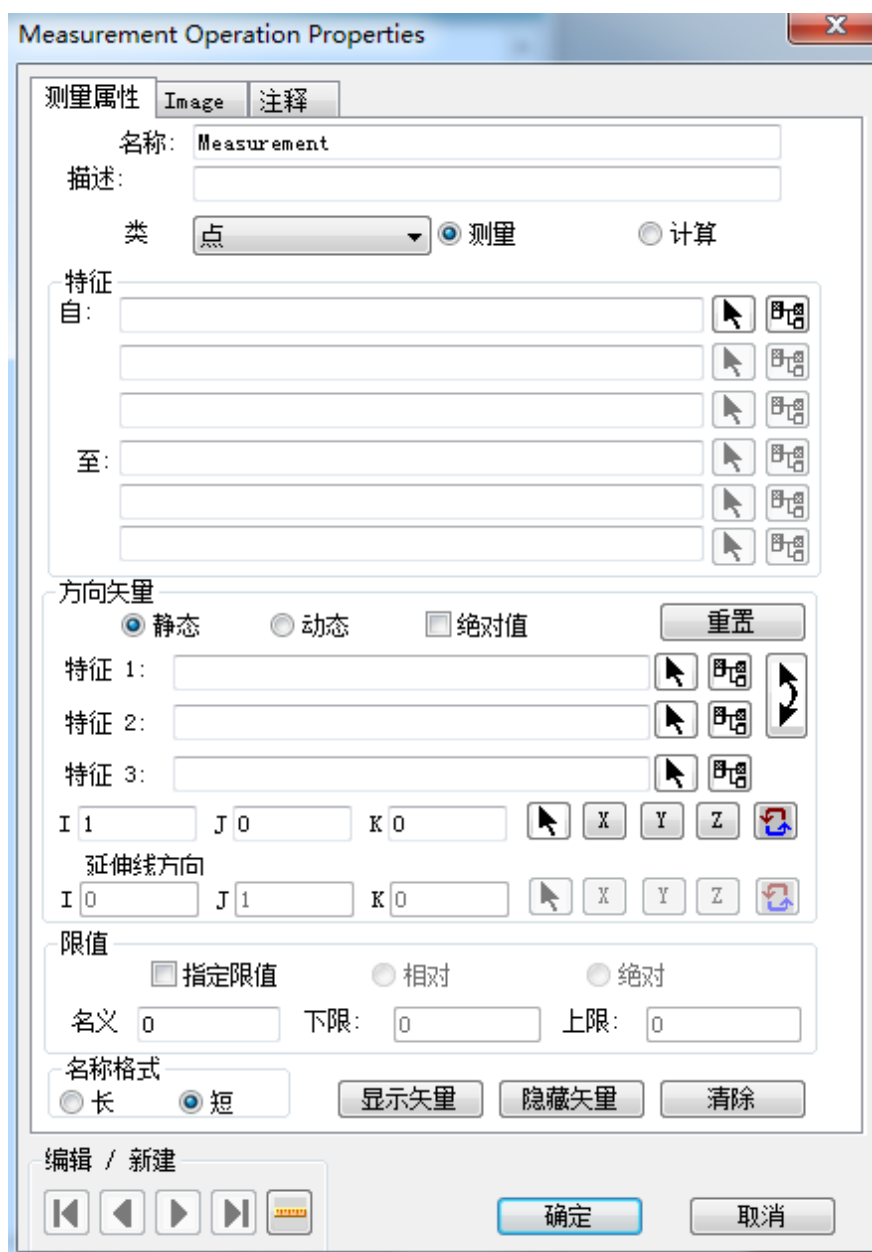 Measurement Operation Properties
测量属性 Image 注释
名称: Measurement
描述:
类 点 测量 计算
特征
自:
至:
方向矢量
静态 动态 绝对值 重置
特征 1:
特征 2:
特征 3:
I 1 J 0 K 0 X Y Z
延伸线方向
I 0 J 1 K 0 X Y Z
限值
指定限值 相对 绝对
名义 0 下限: 0 上限: 0
名称格式
长 短 显示矢量 隐藏矢量 清除
编辑 / 新建
确定 取消